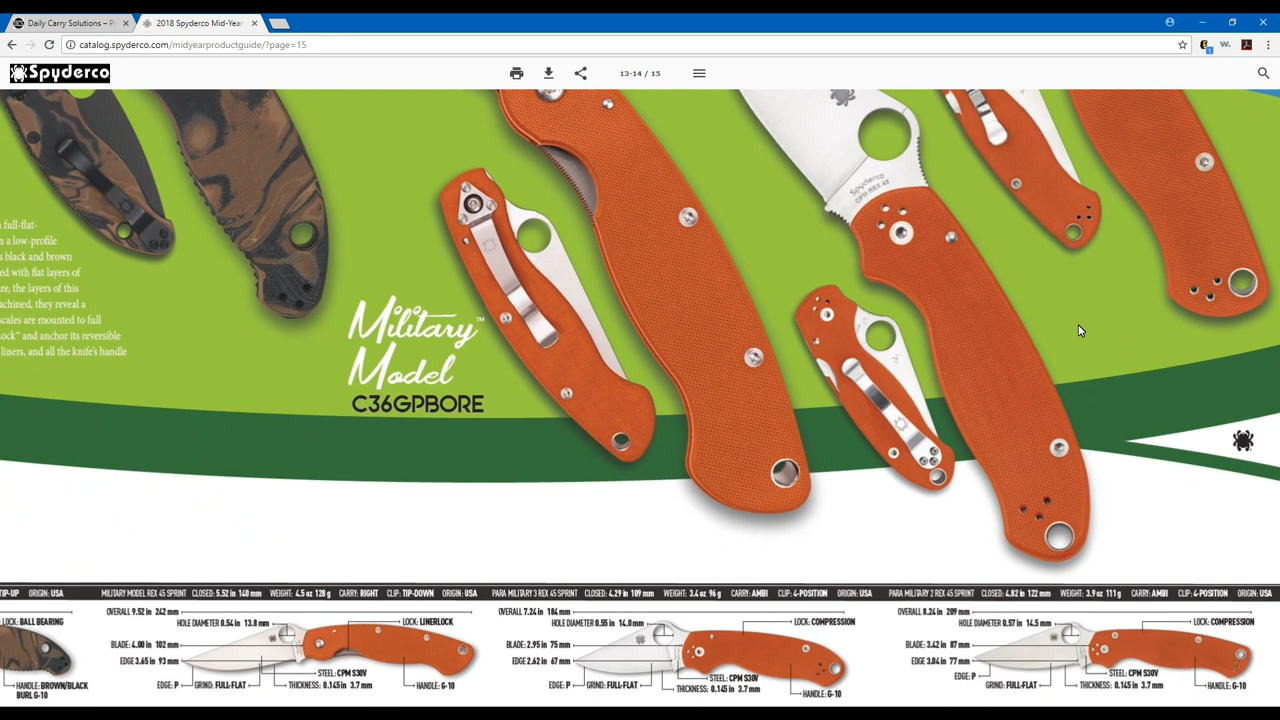 Daily Carry Solutions – P
2018 Spyderco Mid-Year
catalog.spyderco.com/midyearproductguide/?page=15
Spyderco
13-14 / 15
Spyderco
CPM REX 45
a full-flat-
n a low-profile
s black and brown
ed with flat layers of
re, the layers of this
achined, they reveal a
scales are mounted to full
Lock™ and anchor its reversible
liners, and all the knife's handle
Military™
Model
C36GPBORE
TIP-UP ORIGIN: USA
MILITARY MODEL REX 45 SPRINT CLOSED: 5.52 in 140 mm WEIGHT: 4.5 oz 128 g CARRY: RIGHT CLIP: TIP-DOWN ORIGIN: USA
PARA MILITARY 3 REX 45 SPRINT CLOSED: 4.29 in 109 mm WEIGHT: 3.4 oz 96 g CARRY: AMBI CLIP: 4-POSITION ORIGIN: USA
PARA MILITARY 2 REX 45 SPRINT CLOSED: 4.82 in 122 mm WEIGHT: 3.9 oz 111 g CARRY: AMBI CLIP: 4-POSITION ORIGIN: USA
LOCK: BALL BEARING
HANDLE: BROWN/BLACK
BURL G-10
OVERALL 9.52 in 242 mm
HOLE DIAMETER 0.54 in 13.8 mm
LOCK: LINERLOCK
BLADE: 4.00 in 102 mm
EDGE 3.65 in 93 mm
STEEL: CPM S30V
EDGE: P
GRIND: FULL-FLAT
THICKNESS: 0.145 in 3.7 mm
HANDLE: G-10
OVERALL 7.24 in 184 mm
HOLE DIAMETER 0.55 in 14.0 mm
LOCK: COMPRESSION
BLADE: 2.95 in 75 mm
EDGE 2.62 in 67 mm
STEEL: CPM S30V
EDGE: P
GRIND: FULL-FLAT
THICKNESS: 0.145 in 3.7 mm
HANDLE: G-10
OVERALL 8.24 in 209 mm
HOLE DIAMETER 0.57 in 14.5 mm
LOCK: COMPRESSION
BLADE: 3.42 in 87 mm
EDGE 3.04 in 77 mm
STEEL: CPM S30V
EDGE: P
GRIND: FULL-FLAT
THICKNESS: 0.145 in 3.7 mm
HANDLE: G-10